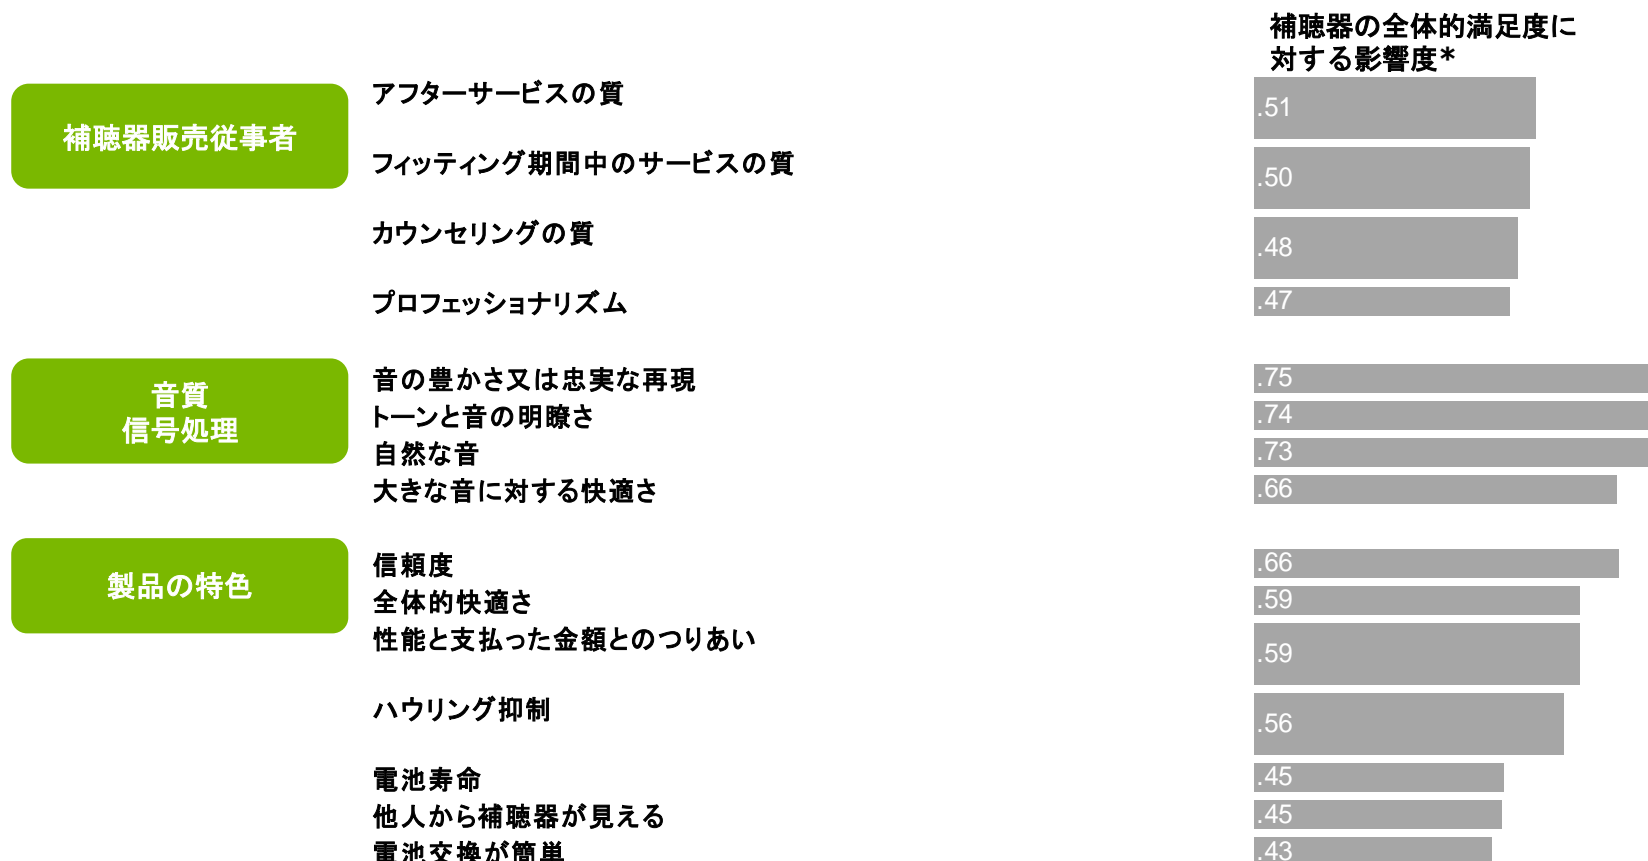 補聴器の全体的満足度に
対する影響度*
補聴器販売従事者
アフターサービスの質
.51
フィッティング期間中のサービスの質
.50
カウンセリングの質
.48
プロフェッショナリズム
.47
音質
信号処理
音の豊かさ又は忠実な再現
.75
トーンと音の明瞭さ
.74
自然な音
.73
大きな音に対する快適さ
.66
製品の特色
信頼度
.66
全体的快適さ
.59
性能と支払った金額とのつりあい
.59
ハウリング抑制
.56
電池寿命
.45
他人から補聴器が見える
.45
電池交換が簡単
.43